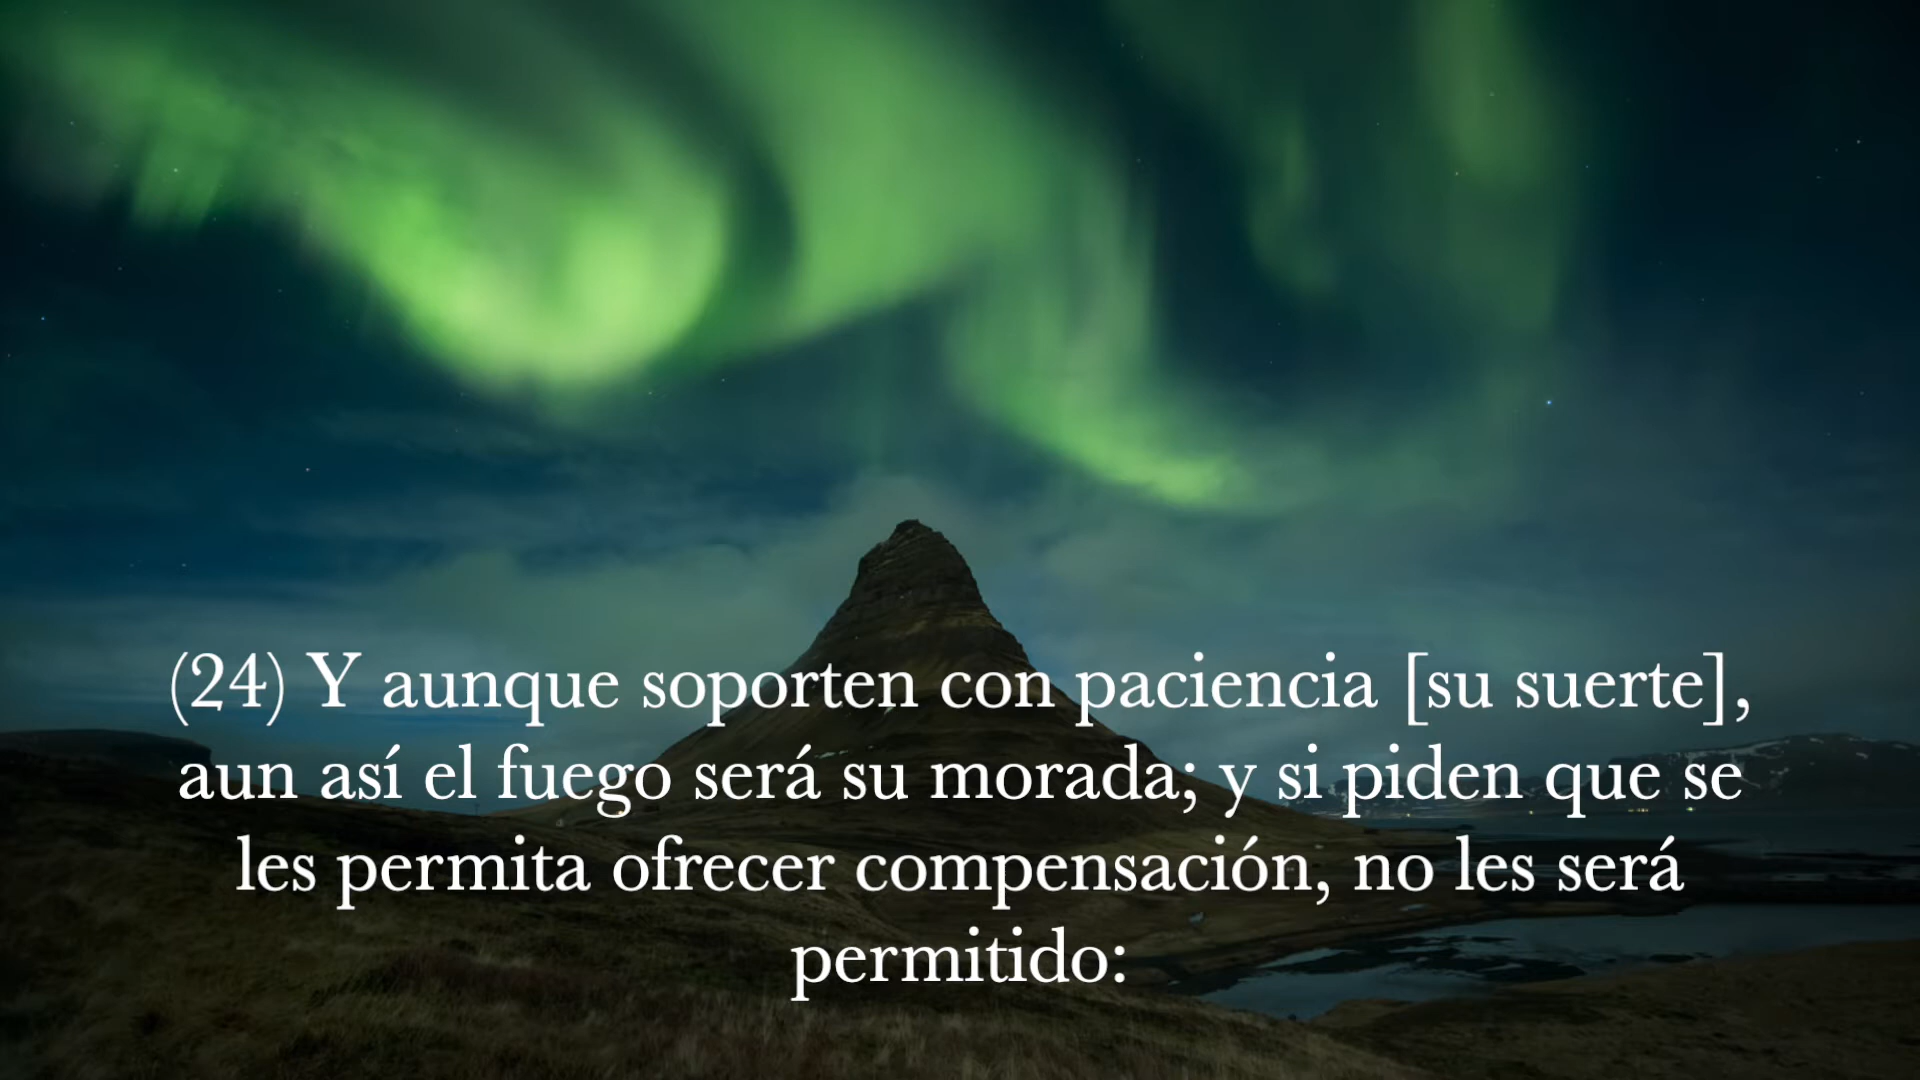 (24) Y aunque soporten con paciencia [su suerte],
aun así el fuego será su morada; y si piden que se
les permita ofrecer compensación, no les será
permitido: